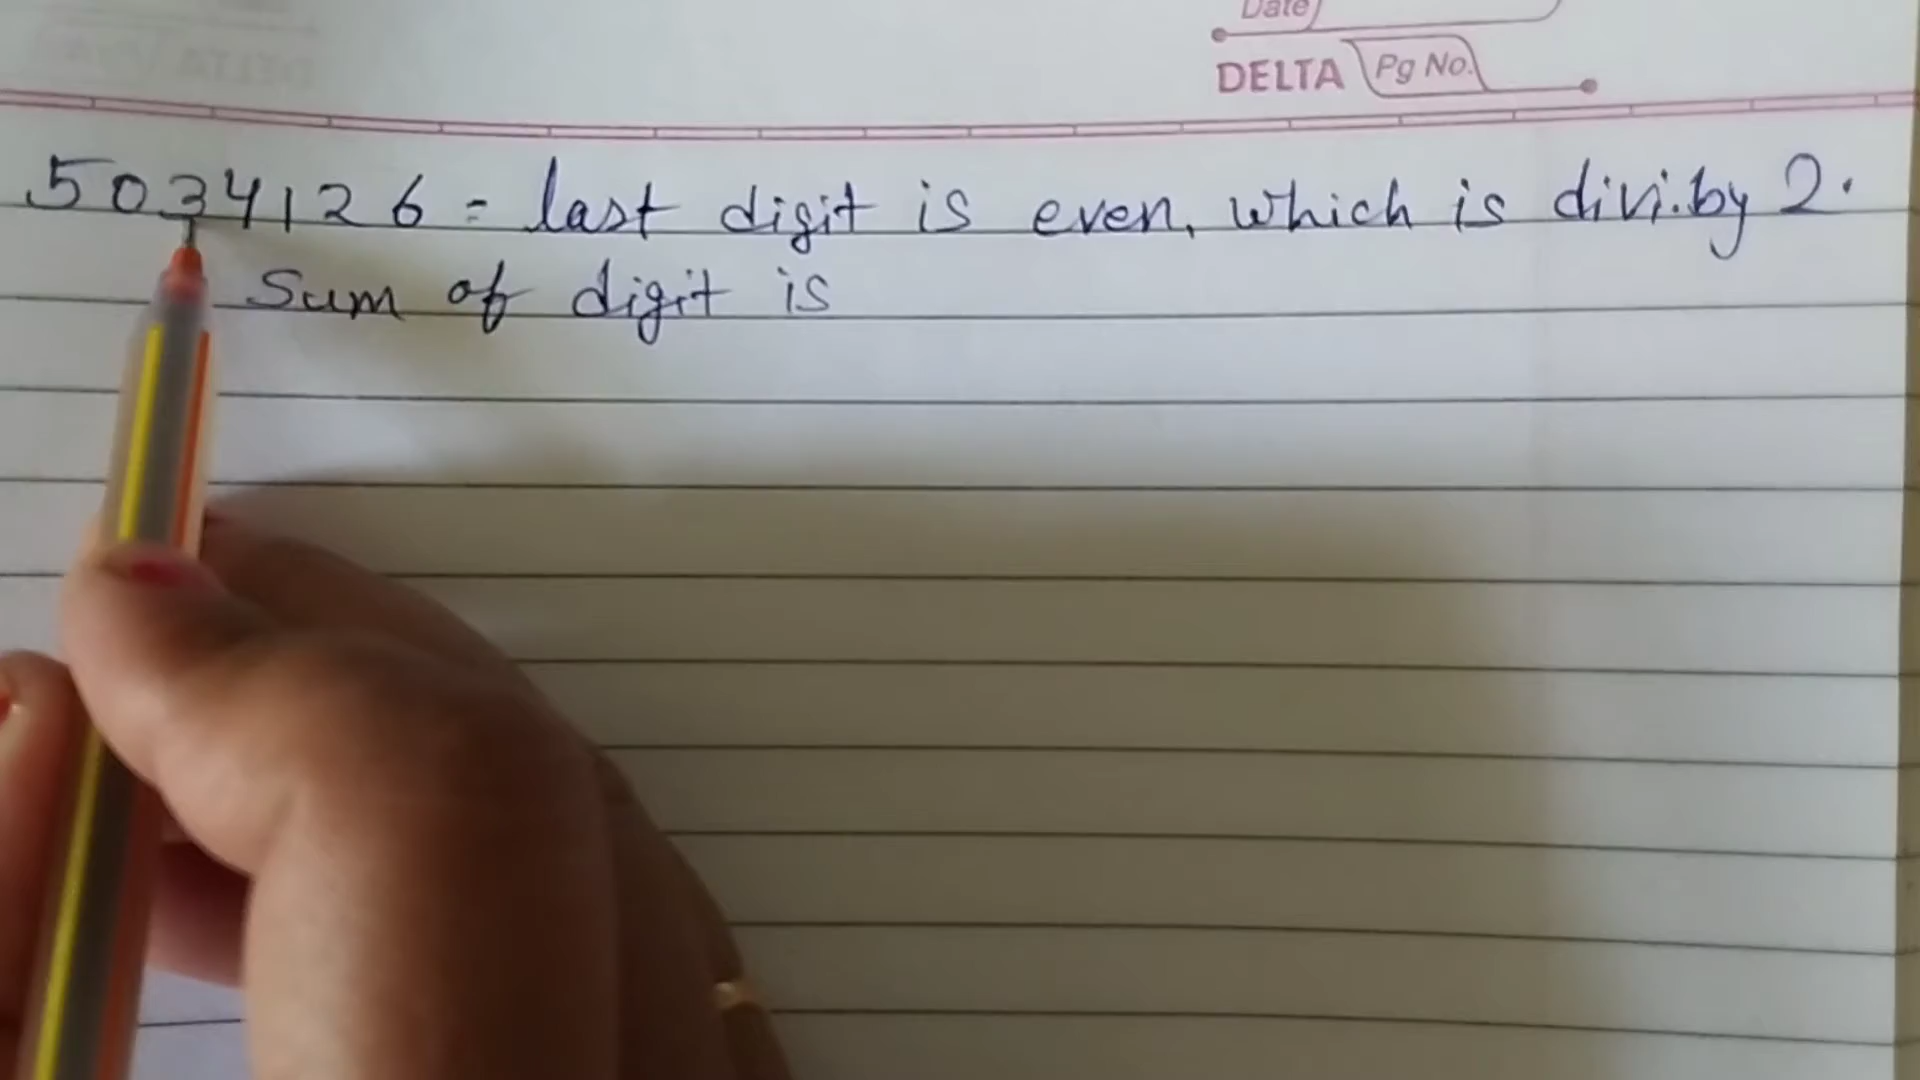 Date
DELTA Pg No.
5034126 = last digit is even, which is divi. by 2.
Sum of digit is